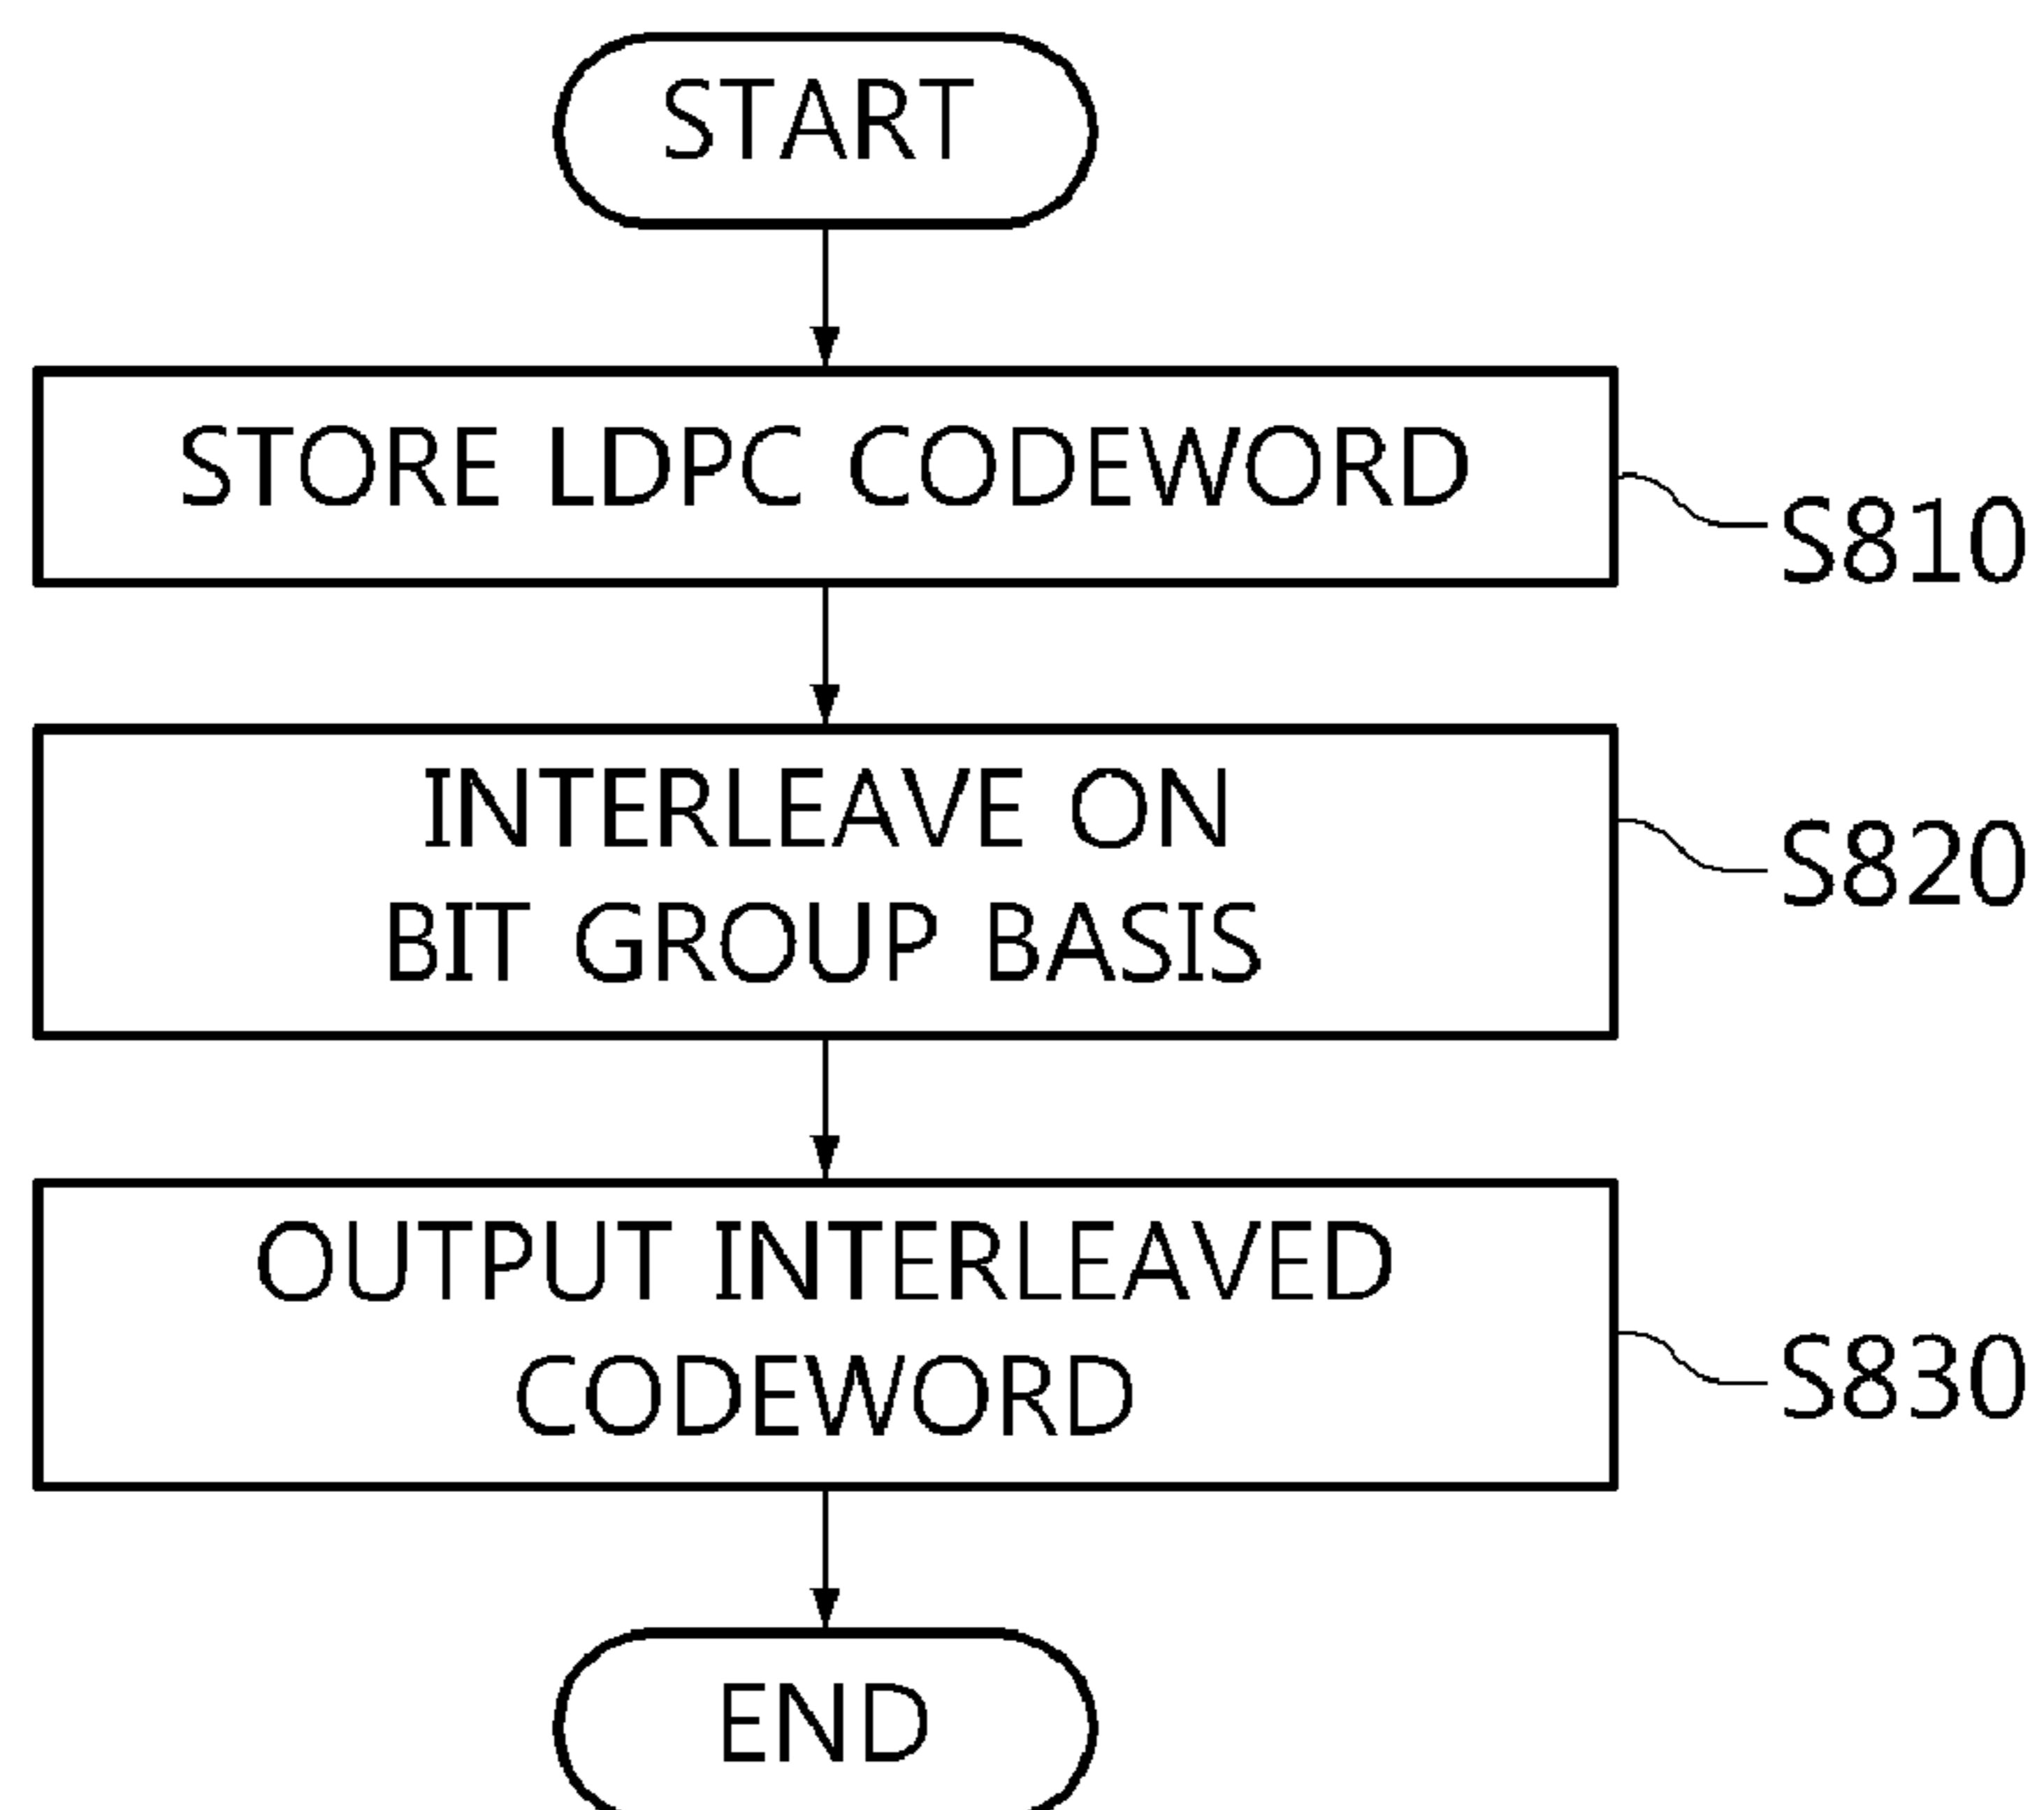 START
STORE LDPC CODEWORD
S810
INTERLEAVE ON
BIT GROUP BASIS
S820
OUTPUT INTERLEAVED
CODEWORD
S830
END